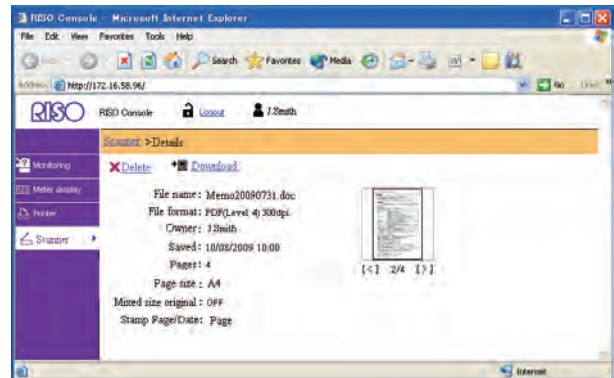 RISO Console - Microsoft Internet Explorer
File Edit View Favorites Tools Help
Search Favorites Media
Address http://172.16.58.96/ Go
RISO RISO Console Logout J.Smith
Scanner >Details
Monitoring
Meter display
Printer
Scanner
Delete Download
File name : Memo20090731.doc
File format : PDF(Level 4) 300dpi
Owner : J.Smith
Saved : 10/08/2009 10:00
Pages : 4
Page size : A4
Mixed size original : OFF
Stamp Page/Date : Page
[<] 2/4 [>]
Internet